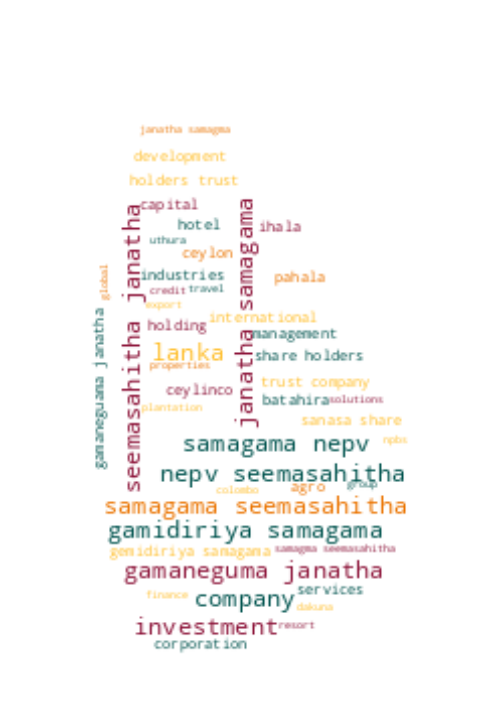 janatha samagma
development
holders trust
capital
seemasahitha janatha
janatha samagama
hotel
ihala
uthura
ceylon
global
industries
pahala
credit
travel
export
gamaneguma janatha
international
holding
management
lanka
share holders
properties
trust company
ceylinco
batahira
solutions
plantation
sanasa share
samagama nepv
npbs
nepv seemasahitha
colombo
agro
group
samagama seemasahitha
gamidiriya samagama
gemidiriya samagama
samagma seemasahitha
gamaneguma janatha
services
finance
company
dakuna
investment
resort
corporation